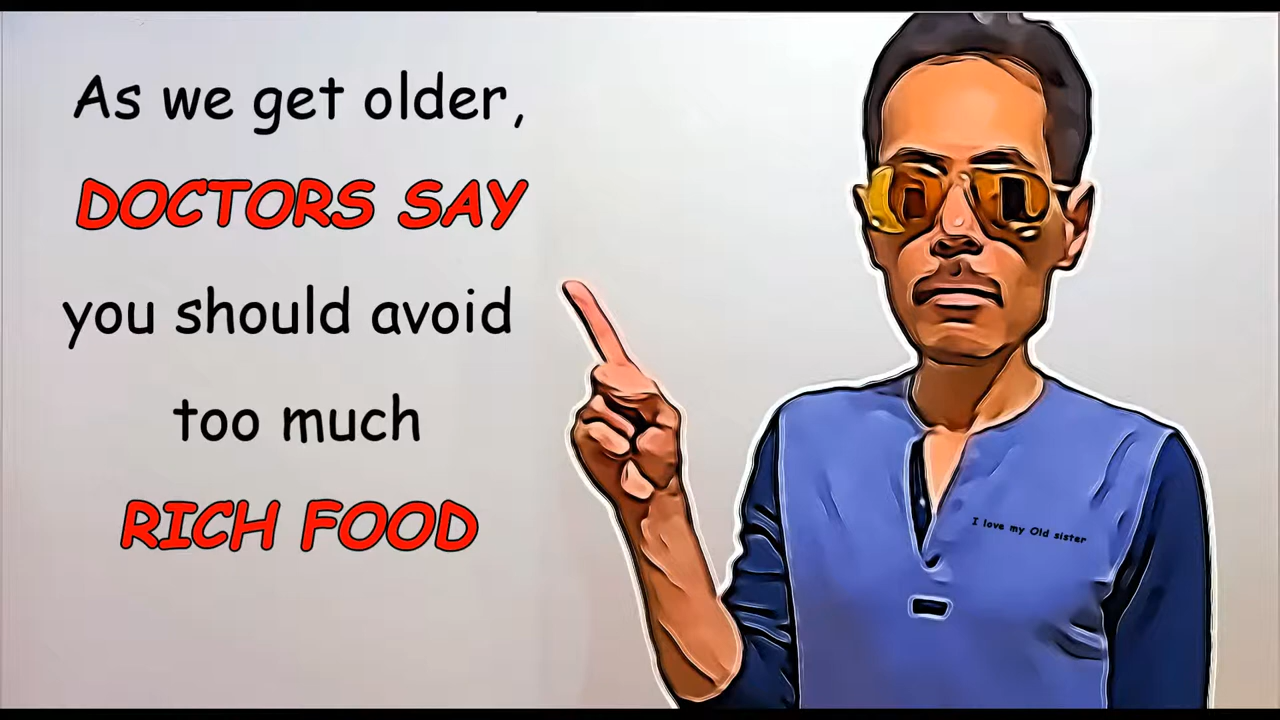 As we get older,
DOCTORS SAY
you should avoid
too much
RICH FOOD
I love my Old sister